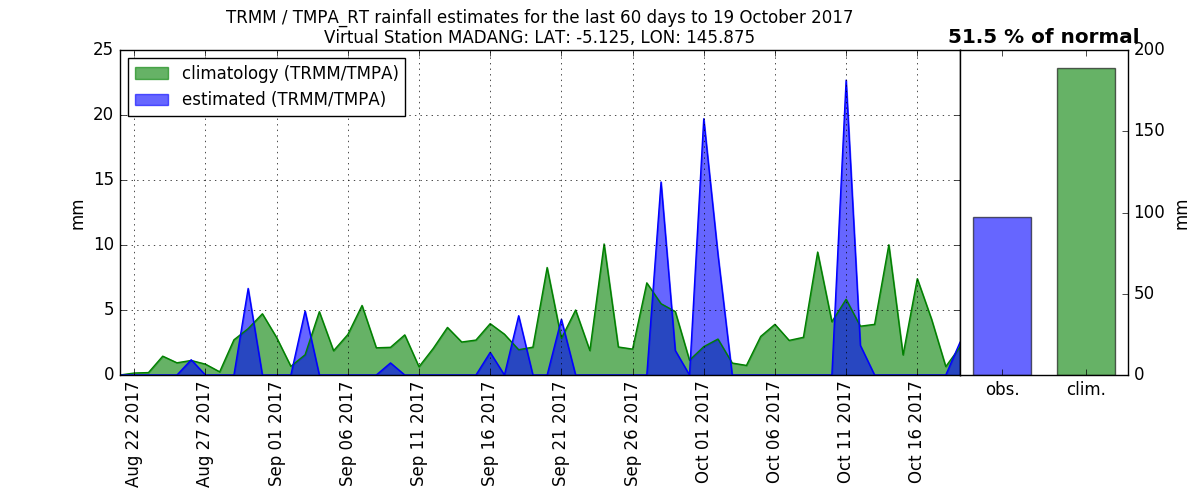 TRMM / TMPA_RT rainfall estimates for the last 60 days to 19 October 2017
Virtual Station MADANG: LAT: -5.125, LON: 145.875
51.5 % of normal
climatology (TRMM/TMPA)
estimated (TRMM/TMPA)
25
20
15
10
5
0
mm
Aug 22 2017
Aug 27 2017
Sep 01 2017
Sep 06 2017
Sep 11 2017
Sep 16 2017
Sep 21 2017
Sep 26 2017
Oct 01 2017
Oct 06 2017
Oct 11 2017
Oct 16 2017
obs.
clim.
200
150
100
50
0
mm